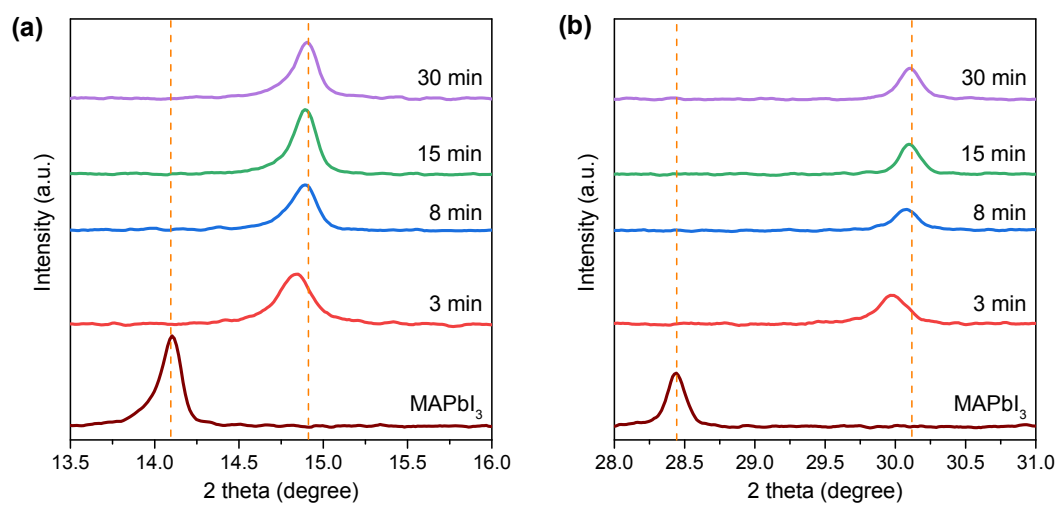 (a)
Intensity (a.u.)
30 min
15 min
8 min
3 min
MAPbI₃
13.5 14.0 14.5 15.0 15.5 16.0
2 theta (degree)
(b)
Intensity (a.u.)
30 min
15 min
8 min
3 min
MAPbI₃
28.0 28.5 29.0 29.5 30.0 30.5 31.0
2 theta (degree)